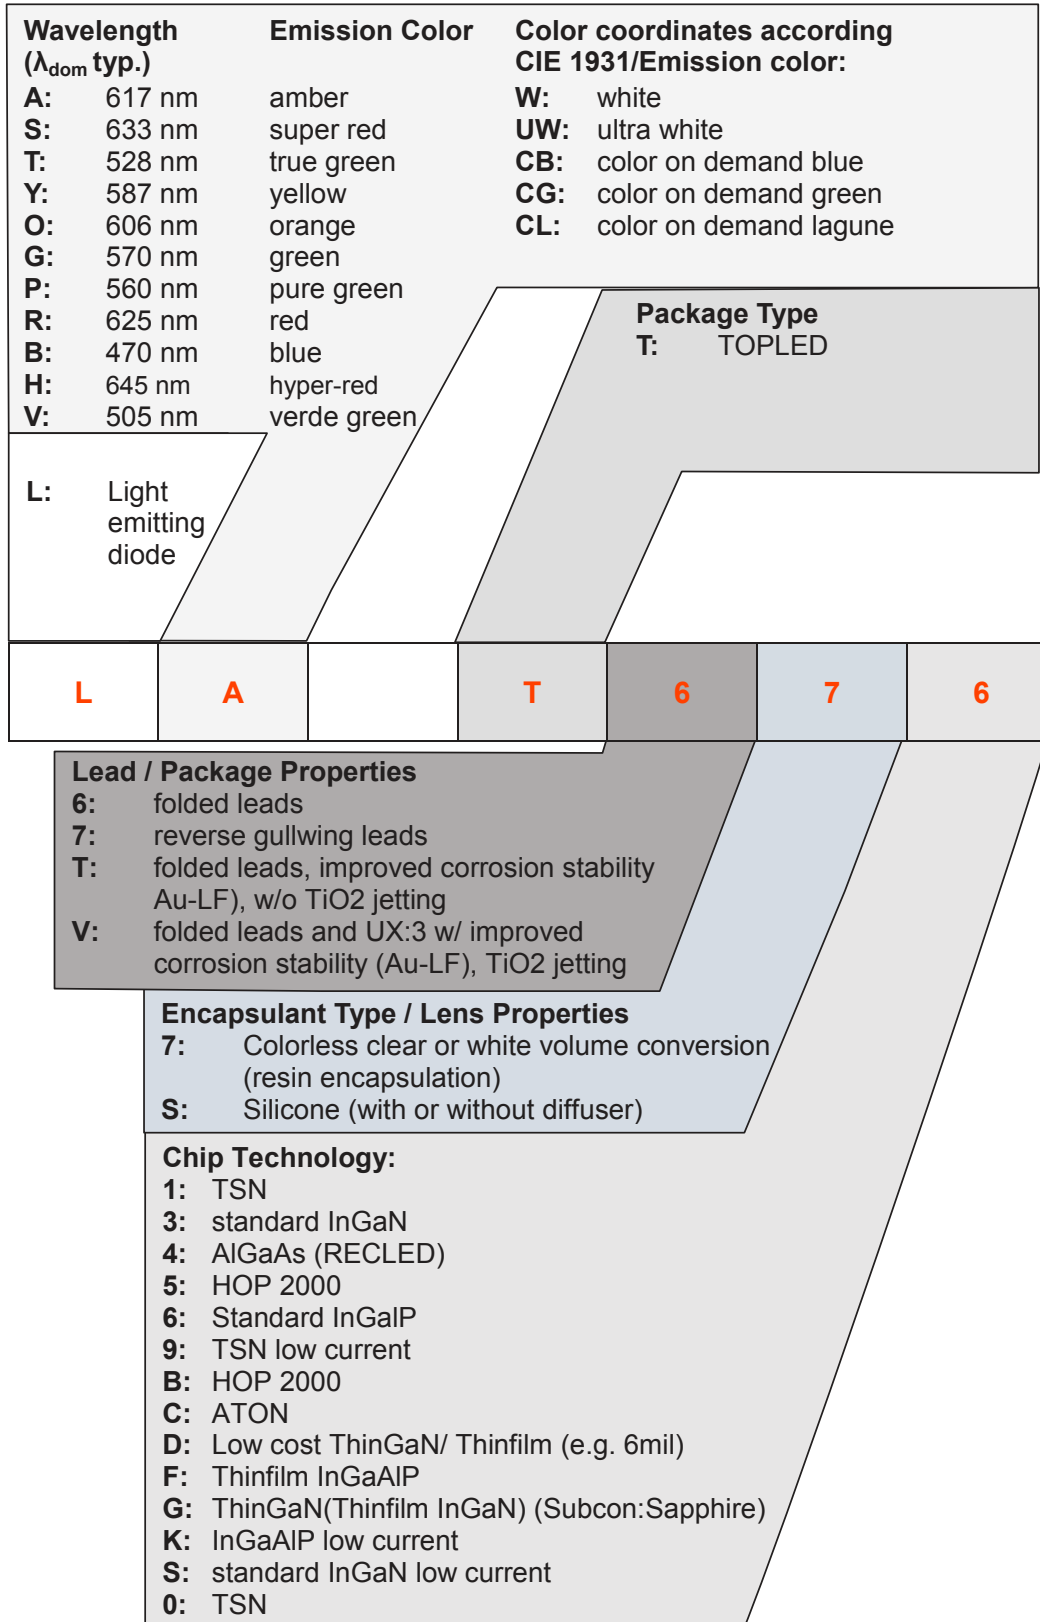 Wavelength Emission Color
(λdom typ.)
A: 617 nm amber
S: 633 nm super red
T: 528 nm true green
Y: 587 nm yellow
O: 606 nm orange
G: 570 nm green
P: 560 nm pure green
R: 625 nm red
B: 470 nm blue
H: 645 nm hyper-red
V: 505 nm verde green
Color coordinates according
CIE 1931/Emission color:
W: white
UW: ultra white
CB: color on demand blue
CG: color on demand green
CL: color on demand lagune
Package Type
T: TOPLED
L: Light
emitting
diode
L A T 6 7 6
Lead / Package Properties
6: folded leads
7: reverse gullwing leads
T: folded leads, improved corrosion stability
Au-LF), w/o TiO2 jetting
V: folded leads and UX:3 w/ improved
corrosion stability (Au-LF), TiO2 jetting
Encapsulant Type / Lens Properties
7: Colorless clear or white volume conversion
(resin encapsulation)
S: Silicone (with or without diffuser)
Chip Technology:
1: TSN
3: standard InGaN
4: AlGaAs (RECLED)
5: HOP 2000
6: Standard InGalP
9: TSN low current
B: HOP 2000
C: ATON
D: Low cost ThinGaN/ Thinfilm (e.g. 6mil)
F: Thinfilm InGaAlP
G: ThinGaN(Thinfilm InGaN) (Subcon:Sapphire)
K: InGaAlP low current
S: standard InGaN low current
0: TSN